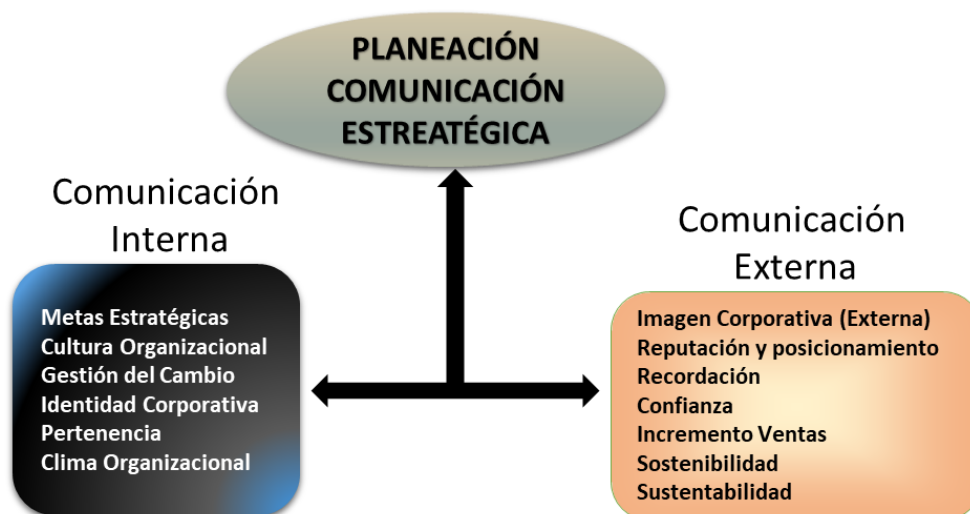 PLANEACIÓN
COMUNICACIÓN
ESTREATÉGICA
Comunicación
Interna
Metas Estratégicas
Cultura Organizacional
Gestión del Cambio
Identidad Corporativa
Pertenencia
Clima Organizacional
Comunicación
Externa
Imagen Corporativa (Externa)
Reputación y posicionamiento
Recordación
Confianza
Incremento Ventas
Sostenibilidad
Sustentabilidad